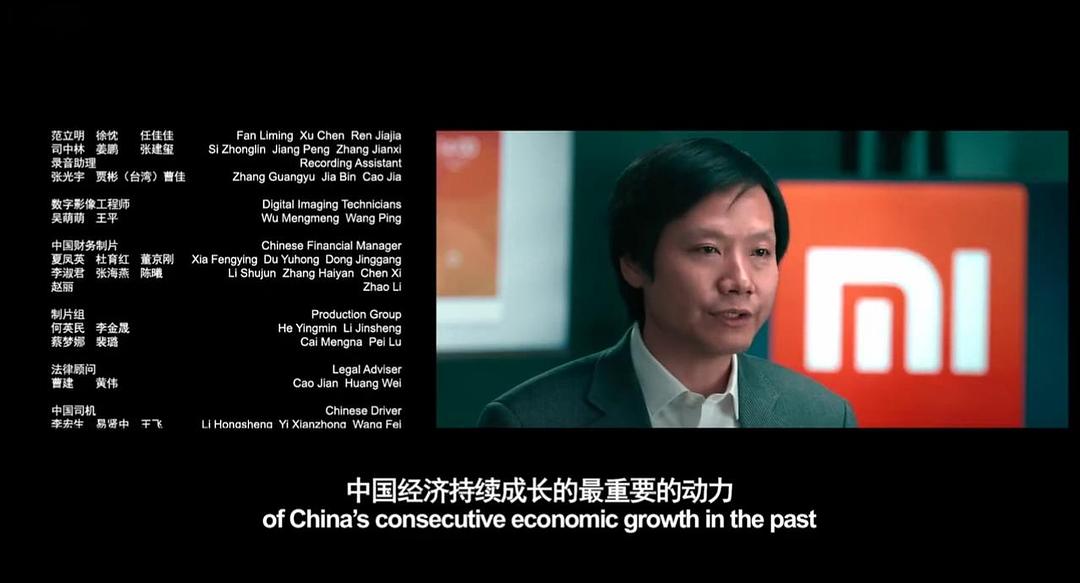 范立明 徐忱 任佳佳 Fan Liming Xu Chen Ren Jiajia
司中林 姜鹏 张建玺 Si Zhonglin Jiang Peng Zhang Jianxi
录音助理 Recording Assistant
张光宇 贾彬（台湾）曹佳 Zhang Guangyu Jia Bin Cao Jia
数字影像工程师 Digital Imaging Technicians
吴萌萌 王平 Wu Mengmeng Wang Ping
中国财务制片 Chinese Financial Manager
夏凤英 杜育红 董京刚 Xia Fengying Du Yuhong Dong Jinggang
李淑君 张海燕 陈曦 Li Shujun Zhang Haiyan Chen Xi
赵丽 Zhao Li
制片组 Production Group
何英民 李金晟 He Yingmin Li Jinsheng
蔡梦娜 裴璐 Cai Mengna Pei Lu
法律顾问 Legal Adviser
曹建 黄伟 Cao Jian Huang Wei
中国司机 Chinese Driver
李宏生 易贤中 王飞 Li Hongsheng Yi Xianzhong Wang Fei
MI
中国经济持续成长的最重要的动力
of China's consecutive economic growth in the past